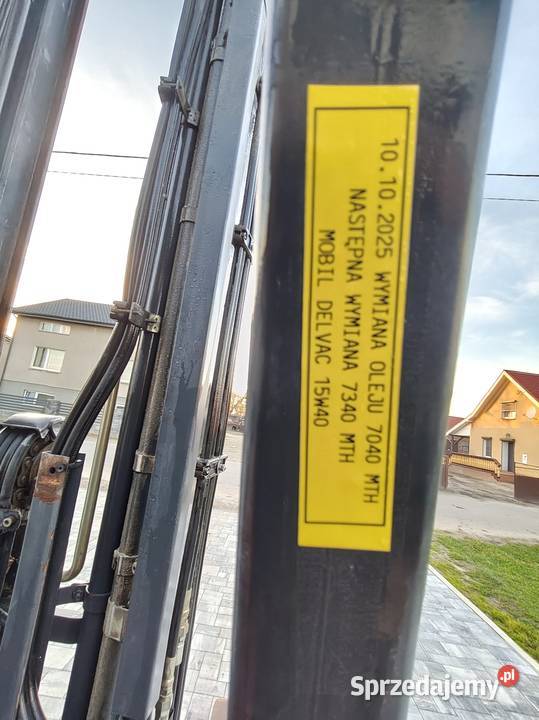 10.10.2025 WYMIANA OLEJU 7040 MTH
NASTĘPNA WYMIANA 7340 MTH
MOBIL DELVAC 15W40
Sprzedajemy.pl